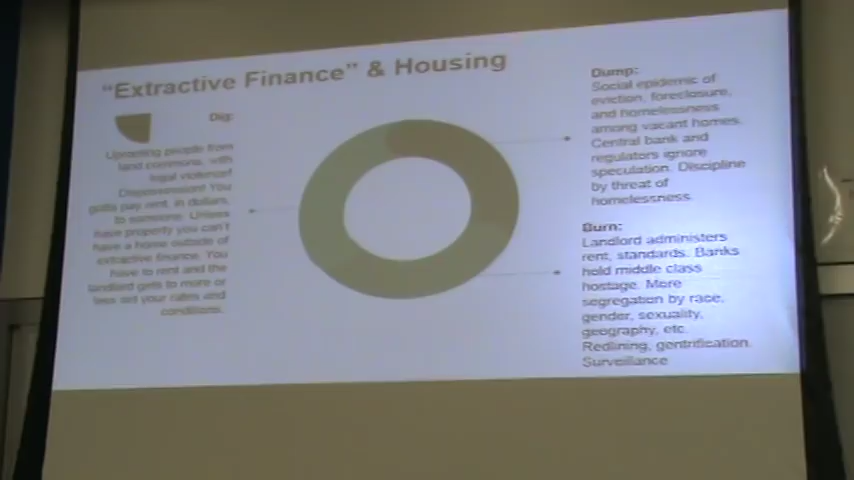 "Extractive Finance" & Housing
Dig:
Uprooting people from
land commons, with
legal violence!
Dispossession! You
gotta pay rent, in dollars,
to someone. Unless
have property you can't
have a home outside of
extractive finance. You
have to rent and the
landlord gets to more or
less set your rates and
conditions.
Dump:
Social epidemic of
eviction, foreclosure,
and homelessness
among vacant homes.
Central bank and
regulators ignore
speculation. Discipline
by threat of
homelessness
Burn:
Landlord administers
rent, standards. Banks
hold middle class
hostage. More
segregation by race,
gender, sexuality,
geography, etc.
Redlining, gentrification.
Surveillance